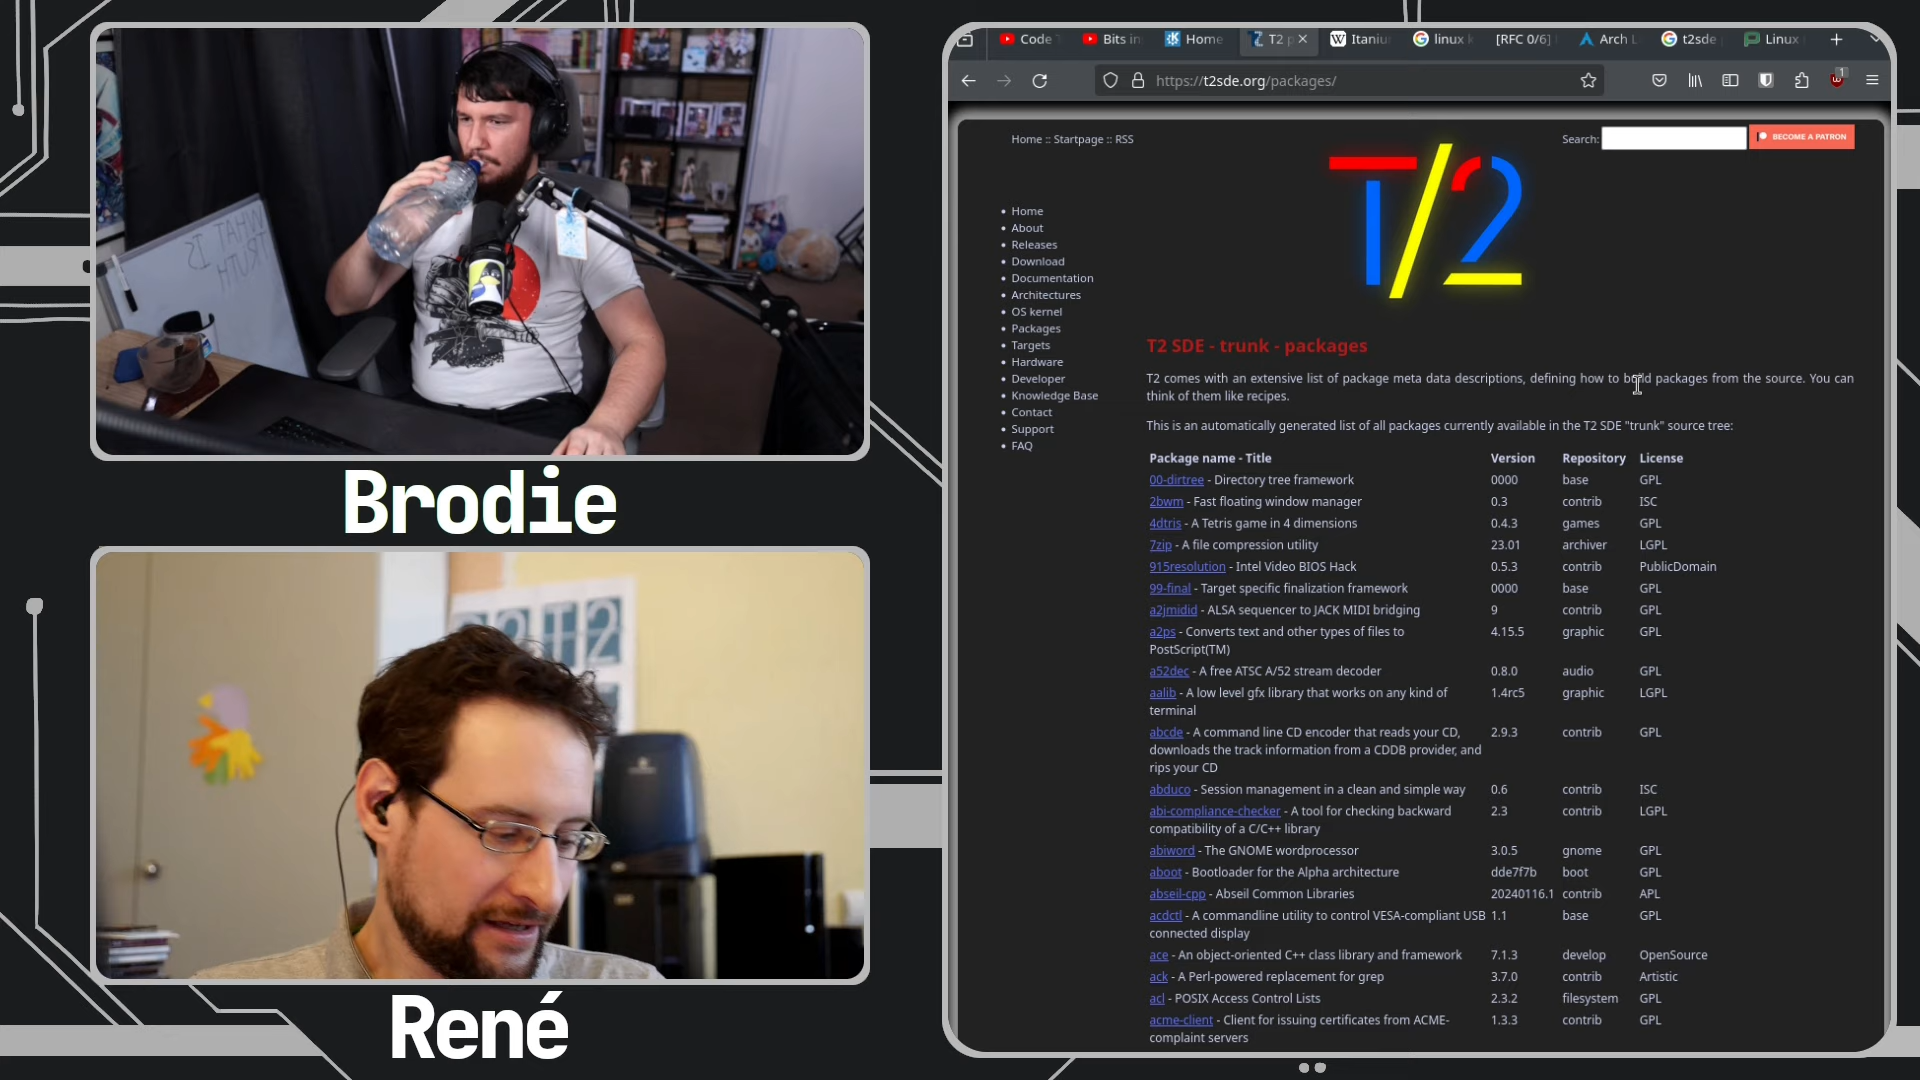 WHAT IS
TRUTH
Brodie
T2T2
René
Code
Bits in
Home
T2 p
Itaniu
linux k
[RFC 0/6]
Arch L
t2sde
Linux
https://t2sde.org/packages/
1
Home :: Startpage :: RSS
Search:
BECOME A PATRON
T/2
Home
About
Releases
Download
Documentation
Architectures
OS kernel
Packages
Targets
Hardware
Developer
Knowledge Base
Contact
Support
FAQ
T2 SDE - trunk - packages
T2 comes with an extensive list of package meta data descriptions, defining how to build packages from the source. You can
think of them like recipes.
This is an automatically generated list of all packages currently available in the T2 SDE "trunk" source tree:
Package name - Title Version Repository License
00-dirtree - Directory tree framework 0000 base GPL
2bwm - Fast floating window manager 0.3 contrib ISC
4dtris - A Tetris game in 4 dimensions 0.4.3 games GPL
7zip - A file compression utility 23.01 archiver LGPL
915resolution - Intel Video BIOS Hack 0.5.3 contrib PublicDomain
99-final - Target specific finalization framework 0000 base GPL
a2jmidid - ALSA sequencer to JACK MIDI bridging 9 contrib GPL
a2ps - Converts text and other types of files to 4.15.5 graphic GPL
PostScript(TM)
a52dec - A free ATSC A/52 stream decoder 0.8.0 audio GPL
aalib - A low level gfx library that works on any kind of 1.4rc5 graphic LGPL
terminal
abcde - A command line CD encoder that reads your CD, 2.9.3 contrib GPL
downloads the track information from a CDDB provider, and
rips your CD
abduco - Session management in a clean and simple way 0.6 contrib ISC
abi-compliance-checker - A tool for checking backward 2.3 contrib LGPL
compatibility of a C/C++ library
abiword - The GNOME wordprocessor 3.0.5 gnome GPL
aboot - Bootloader for the Alpha architecture dde7f7b boot GPL
abseil-cpp - Abseil Common Libraries 20240116.1 contrib APL
acdctl - A commandline utility to control VESA-compliant USB 1.1 base GPL
connected display
ace - An object-oriented C++ class library and framework 7.1.3 develop OpenSource
ack - A Perl-powered replacement for grep 3.7.0 contrib Artistic
acl - POSIX Access Control Lists 2.3.2 filesystem GPL
acme-client - Client for issuing certificates from ACME- 1.3.3 contrib GPL
complaint servers